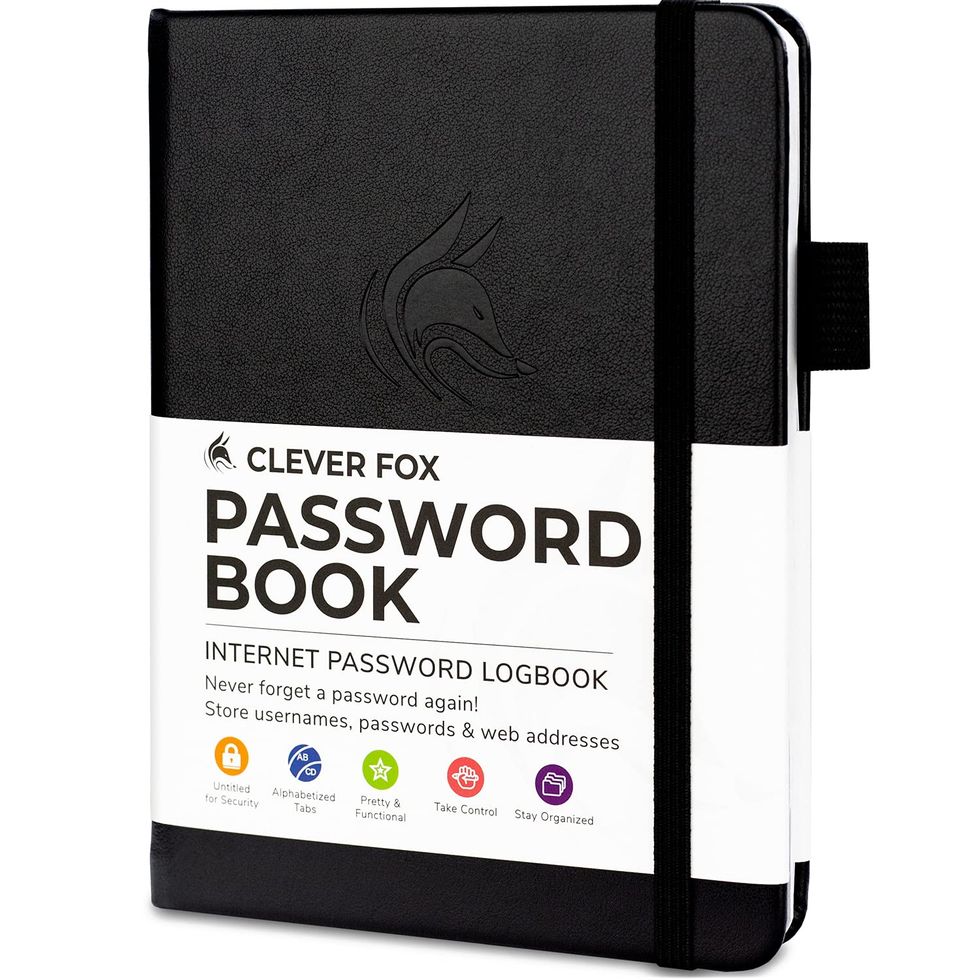 CLEVER FOX
PASSWORD
BOOK
INTERNET PASSWORD LOGBOOK
Never forget a password again!
Store usernames, passwords & web addresses
AB
CD
Untitled
for Security
Alphabetized
Tabs
Pretty &
Functional
Take Control
Stay Organized